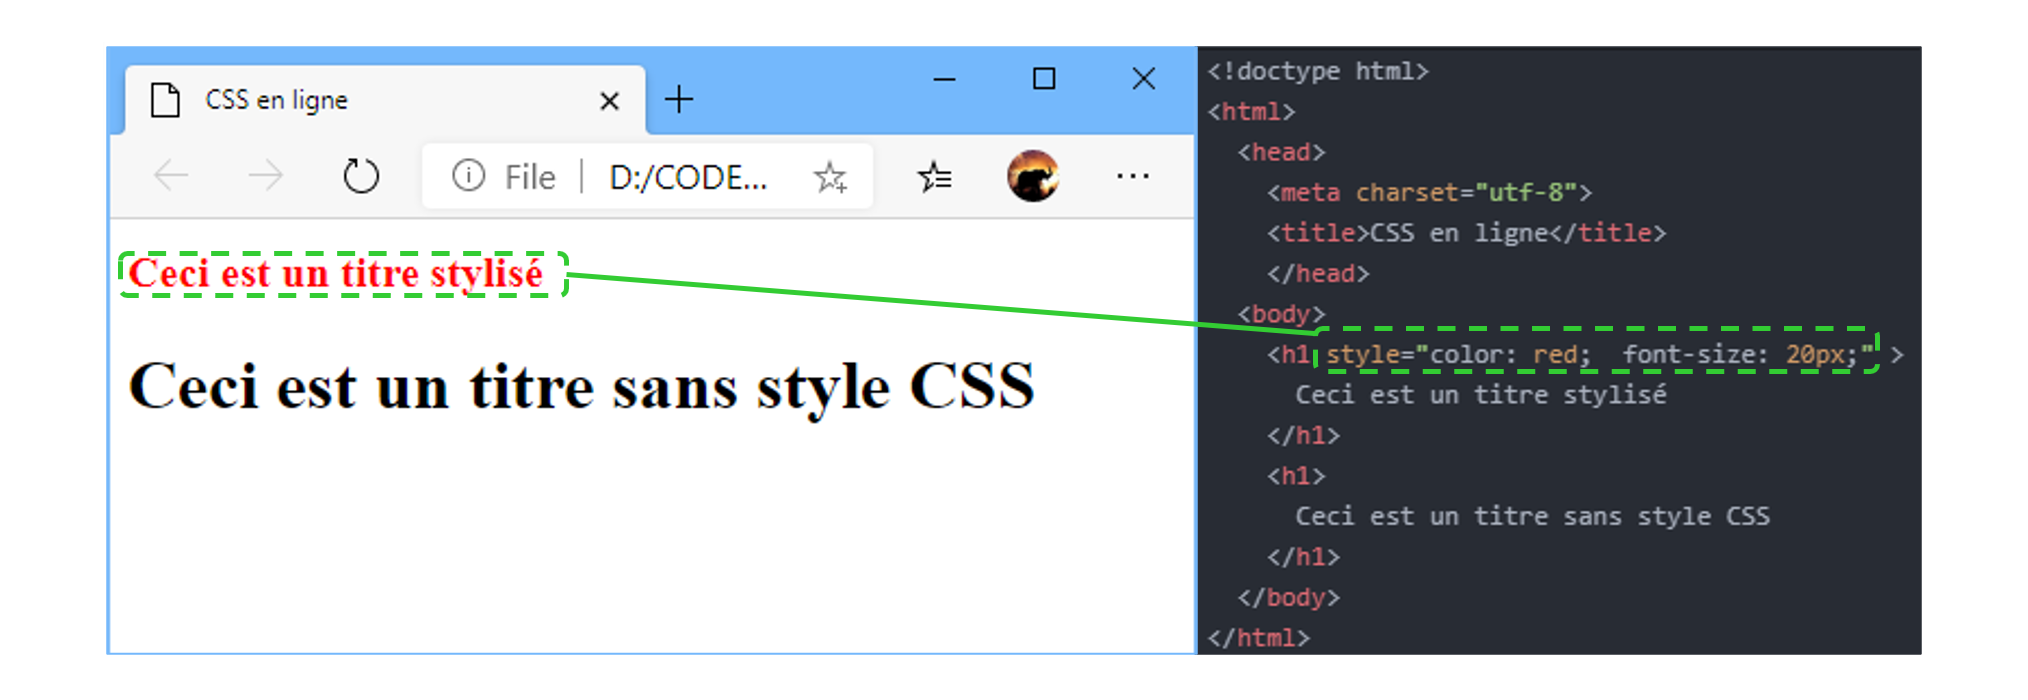 CSS en ligne
File | D:/CODE...
Ceci est un titre stylisé
Ceci est un titre sans style CSS
<!doctype html>
<html>
<head>
<meta charset="utf-8">
<title>CSS en ligne</title>
</head>
<body>
<h1 style="color: red;  font-size: 20px;" >
Ceci est un titre stylisé
</h1>
<h1>
Ceci est un titre sans style CSS
</h1>
</body>
</html>